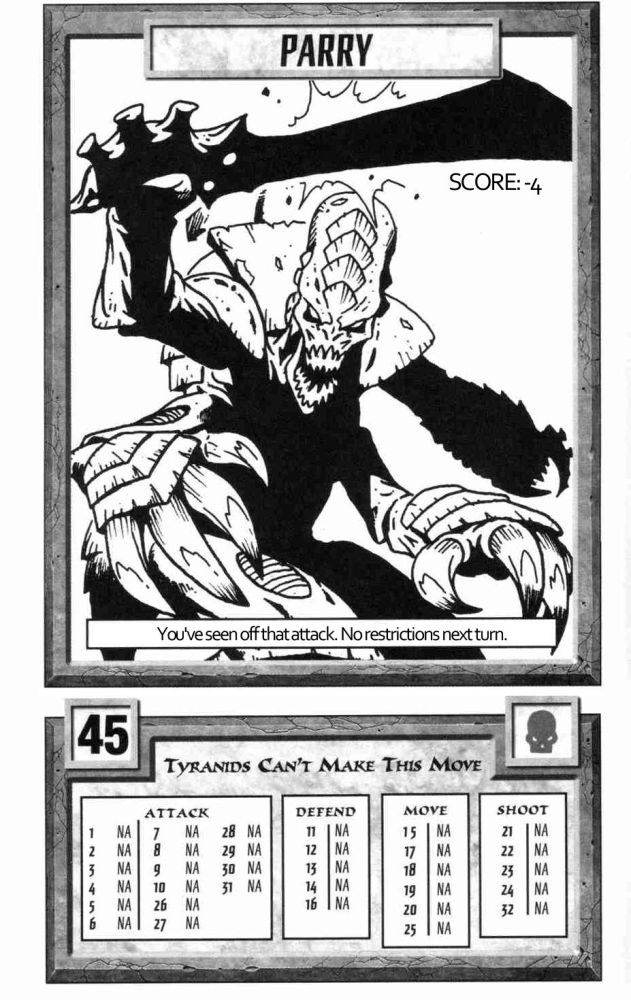 PARRY
SCORE: -4
You've seen off that attack. No restrictions next turn.
45
TYRANIDS CAN'T MAKE THIS MOVE
ATTACK
1 NA 7 NA 28 NA
2 NA 8 NA 29 NA
3 NA 9 NA 30 NA
4 NA 10 NA 31 NA
5 NA 26 NA
6 NA 27 NA
DEFEND
11 NA
12 NA
13 NA
14 NA
16 NA
MOVE
15 NA
17 NA
18 NA
19 NA
20 NA
25 NA
SHOOT
21 NA
22 NA
23 NA
24 NA
32 NA